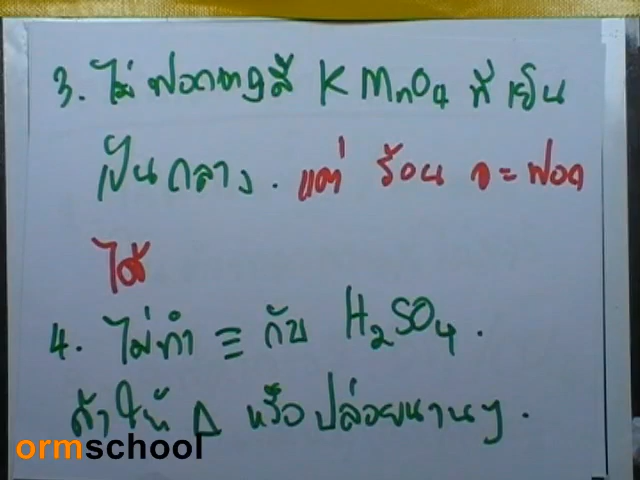 3. ไม่ฟอกจางสี KMnO4 ที่เย็น
เป็นกลาง. แต่ ร้อน จะฟอก
ได้
4. ไม่ทำ ≡ กับ H2SO4.
ถ้าให้ Δ หรือปล่อยนานๆ.
ormschool